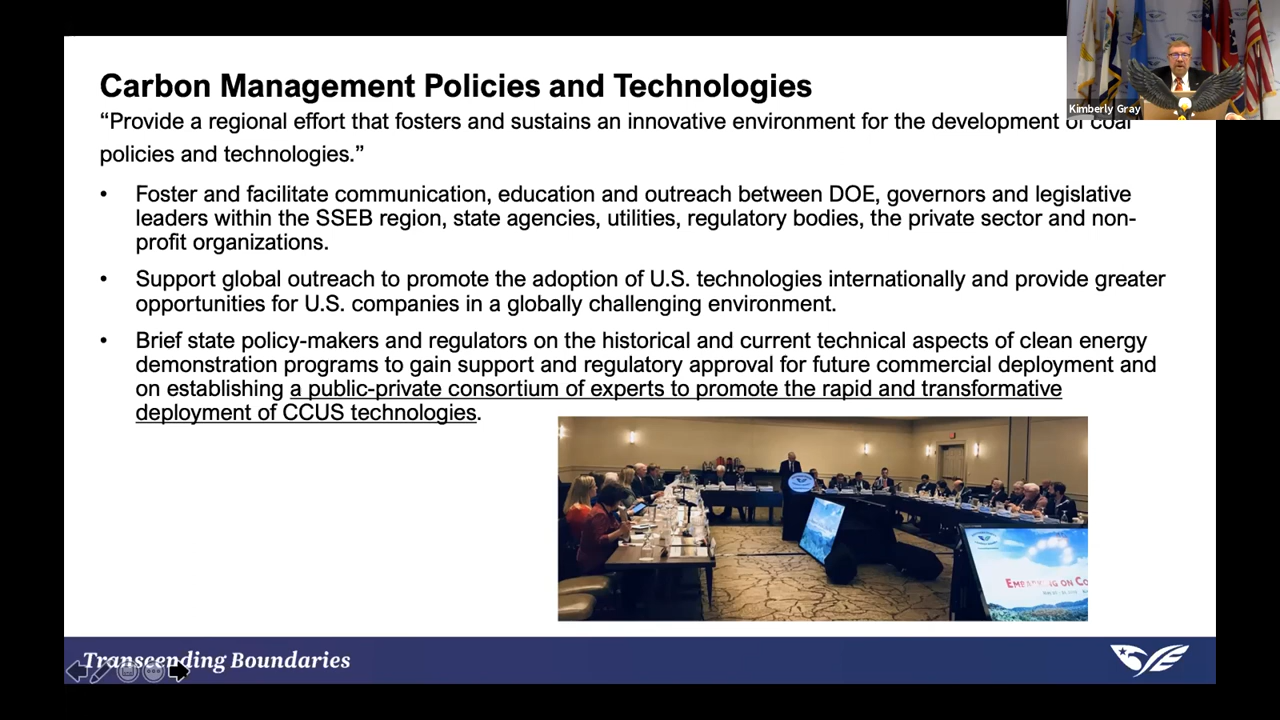 Carbon Management Policies and Technologies
Kimberly Gray
“Provide a regional effort that fosters and sustains an innovative environment for the development of coal
policies and technologies.”
• Foster and facilitate communication, education and outreach between DOE, governors and legislative
leaders within the SSEB region, state agencies, utilities, regulatory bodies, the private sector and non-
profit organizations.
• Support global outreach to promote the adoption of U.S. technologies internationally and provide greater
opportunities for U.S. companies in a globally challenging environment.
• Brief state policy-makers and regulators on the historical and current technical aspects of clean energy
demonstration programs to gain support and regulatory approval for future commercial deployment and
on establishing a public-private consortium of experts to promote the rapid and transformative
deployment of CCUS technologies.
Transcending Boundaries